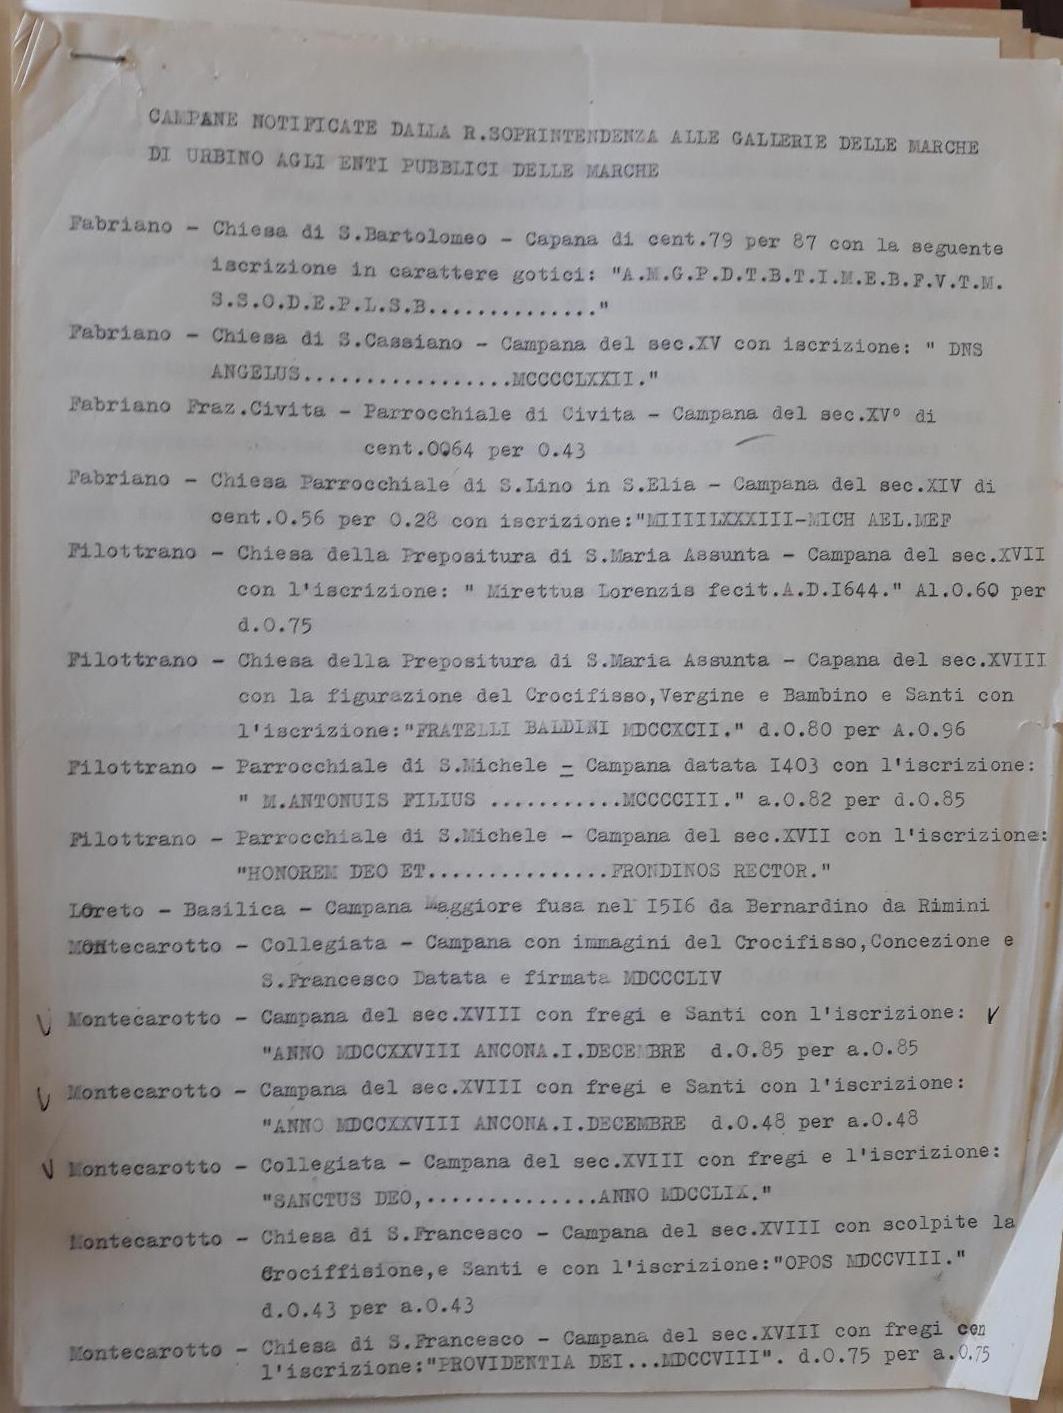 CAMPANE NOTIFICATE DALLA R.SOPRINTENDENZA ALLE GALLERIE DELLE MARCHE
DI URBINO AGLI ENTI PUBBLICI DELLE MARCHE
Fabriano - Chiesa di S.Bartolomeo - Capana di cent.79 per 87 con la seguente
iscrizione in carattere gotici: "A.M.G.P.D.T.B.T.I.M.E.B.F.V.T.M.
S.S.O.D.E.P.L.S.B.............."
Fabriano - Chiesa di S.Cassiano - Campana del sec.XV con iscrizione: " DNS
ANGELUS.................MCCCCLXXII."
Fabriano Fraz.Civita - Parrocchiale di Civita - Campana del sec.XVº di
cent.0064 per 0.43
Fabriano - Chiesa Parrocchiale di S.Lino in S.Elia - Campana del sec.XIV di
cent.0.56 per 0.28 con iscrizione:"MIIIILXXXIII-MICH AEL.MEF
Filottrano - Chiesa della Prepositura di S.Maria Assunta - Campana del sec.XVII
con l'iscrizione: " Mirettus Lorenzis fecit.A.D.I644." Al.0.60 per
d.0.75
Filottrano - Chiesa della Prepositura di S.Maria Assunta - Capana del sec.XVIII
con la figurazione del Crocifisso,Vergine e Bambino e Santi con
l'iscrizione:"FRATELLI BALDINI MDCCXCII." d.0.80 per A.0.96
Filottrano - Parrocchiale di S.Michele - Campana datata I403 con l'iscrizione:
" M.ANTONUIS FILIUS ...........MCCCCIII." a.0.82 per d.0.85
Filottrano - Parrocchiale di S.Michele - Campana del sec.XVII con l'iscrizione:
"HONOREM DEO ET...............FRONDINOS RECTOR."
Loreto - Basilica - Campana Maggiore fusa nel I5I6 da Bernardino da Rimini
Montecarotto - Collegiata - Campana con immagini del Crocifisso,Concezione e
S.Francesco Datata e firmata MDCCCLIV
Montecarotto - Campana del sec.XVIII con fregi e Santi con l'iscrizione:
"ANNO MDCCXXVIII ANCONA.I.DECEMBRE d.0.85 per a.0.85
Montecarotto - Campana del sec.XVIII con fregi e Santi con l'iscrizione:
"ANNO MDCCXXVIII ANCONA.I.DECEMBRE d.0.48 per a.0.48
Montecarotto - Collegiata - Campana del sec.XVIII con fregi e l'iscrizione:
"SANCTUS DEO,..............ANNO MDCCLIX."
Montecarotto - Chiesa di S.Francesco - Campana del sec.XVIII con scolpite la
Crociffisione,e Santi e con l'iscrizione:"OPOS MDCCVIII."
d.0.43 per a.0.43
Montecarotto - Chiesa di S.Francesco - Campana del sec.XVIII con fregi con
l'iscrizione:"PROVIDENTIA DEI...MDCCVIII". d.0.75 per a.0.75